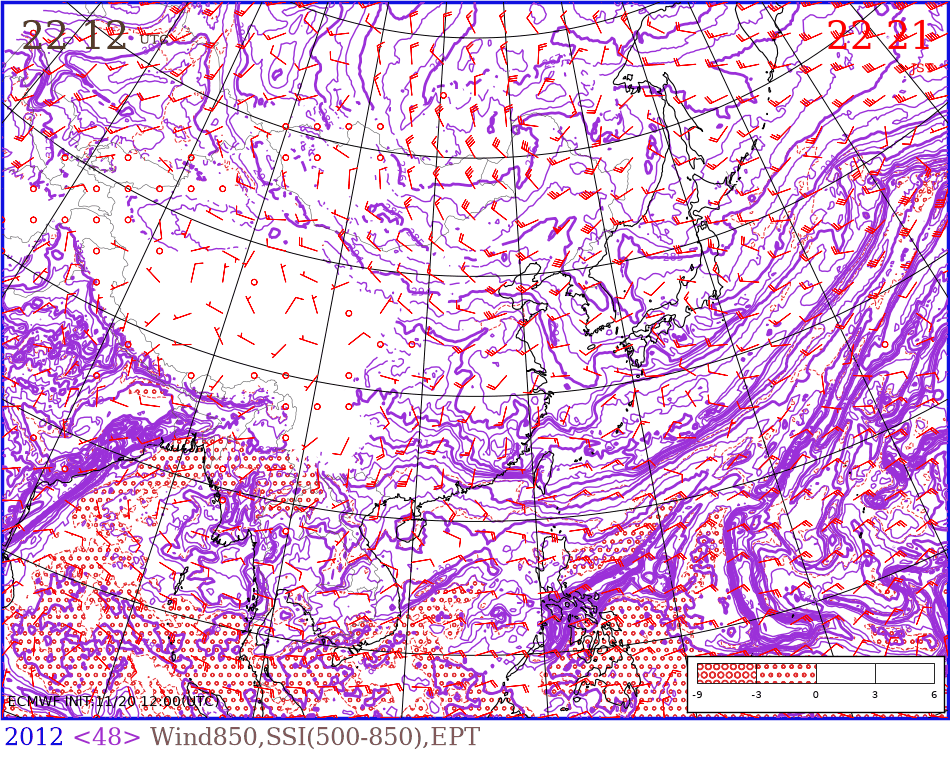 22 12 UTC
22 21
JST
ECMWF INIT:11/20 12:00(UTC)
-9 -3 0 3 6
2012 <48> Wind850,SSI(500-850),EPT